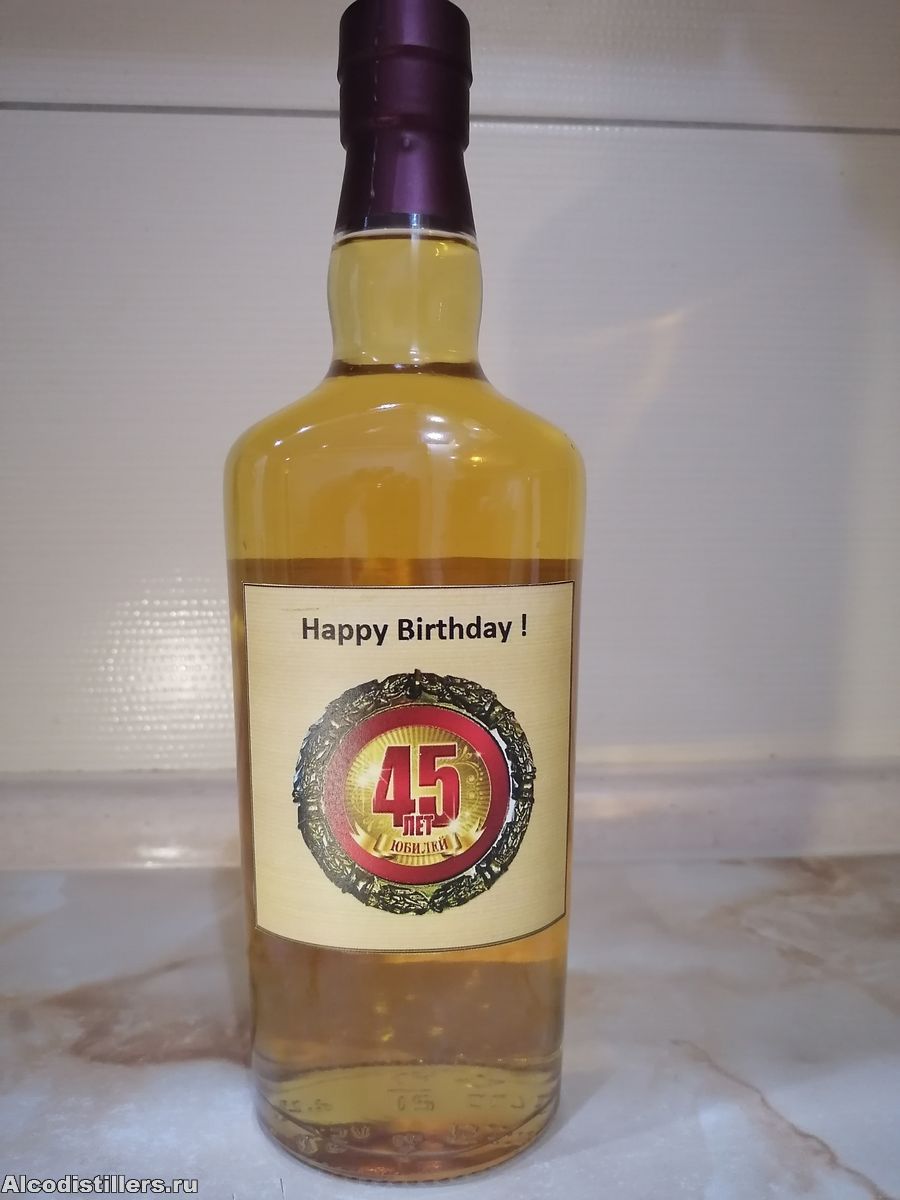 Happy Birthday !
45
ЛЕТ
ЮБИЛЕЙ
Alcodistillers.ru